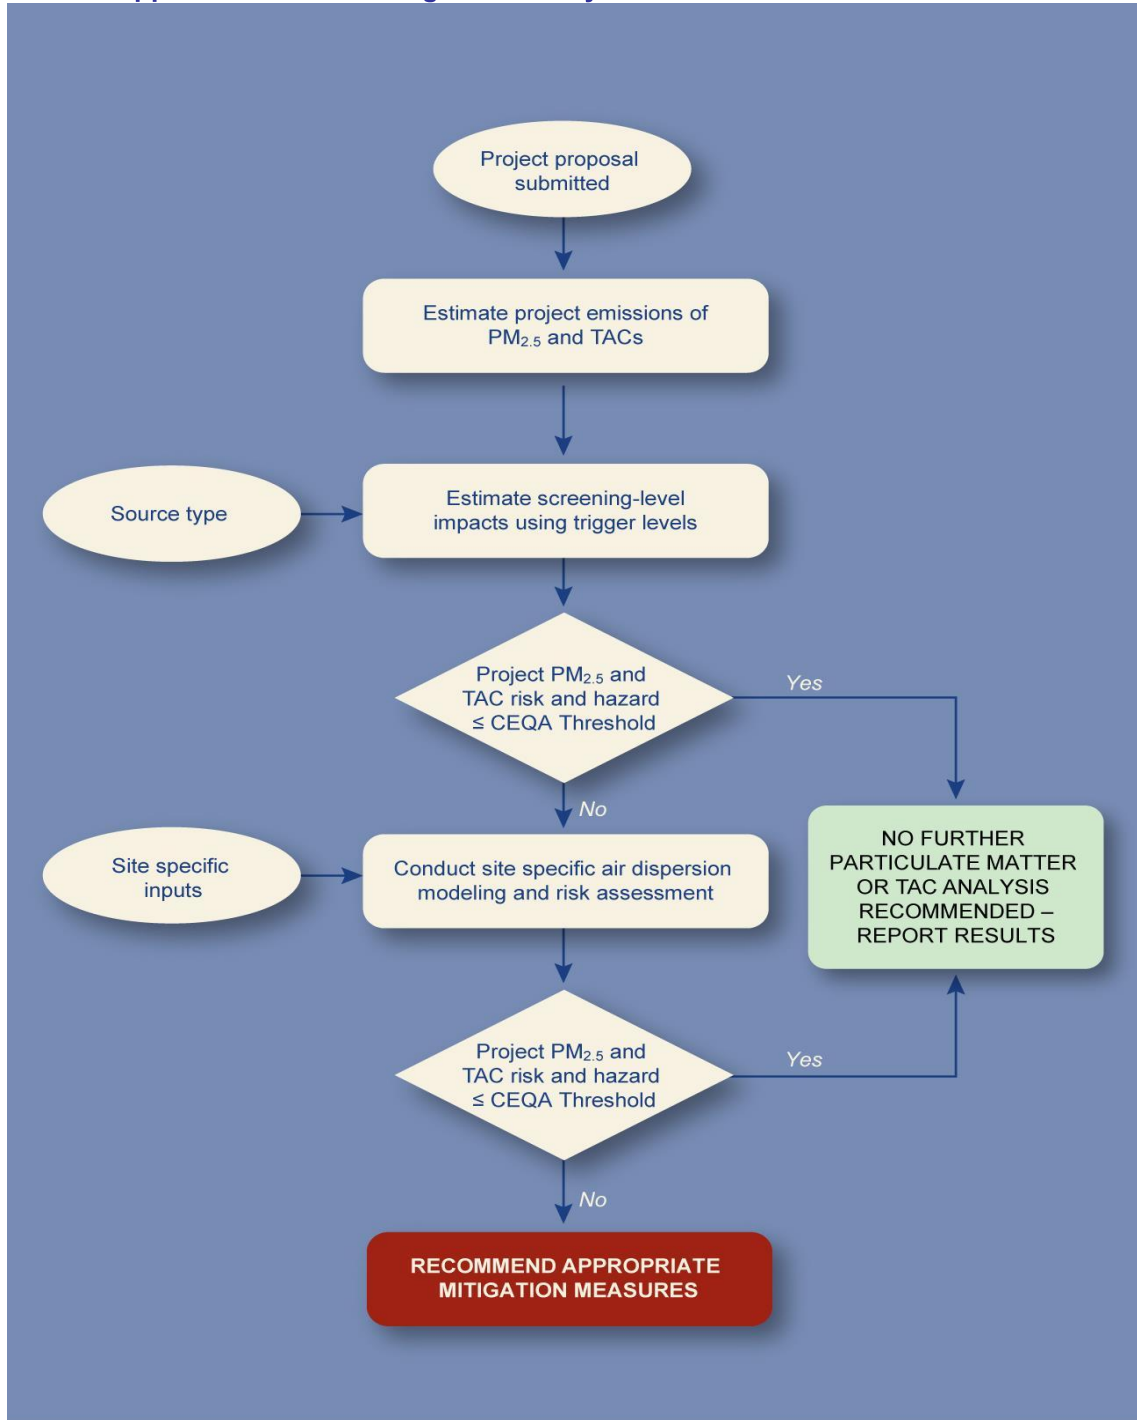 Project proposal
submitted
Estimate project emissions of
PM2.5 and TACs
Source type
Estimate screening-level
impacts using trigger levels
Project PM2.5 and
TAC risk and hazard
≤ CEQA Threshold
Yes
No
Site specific
inputs
Conduct site specific air dispersion
modeling and risk assessment
NO FURTHER
PARTICULATE MATTER
OR TAC ANALYSIS
RECOMMENDED –
REPORT RESULTS
Project PM2.5 and
TAC risk and hazard
≤ CEQA Threshold
Yes
No
RECOMMEND APPROPRIATE
MITIGATION MEASURES